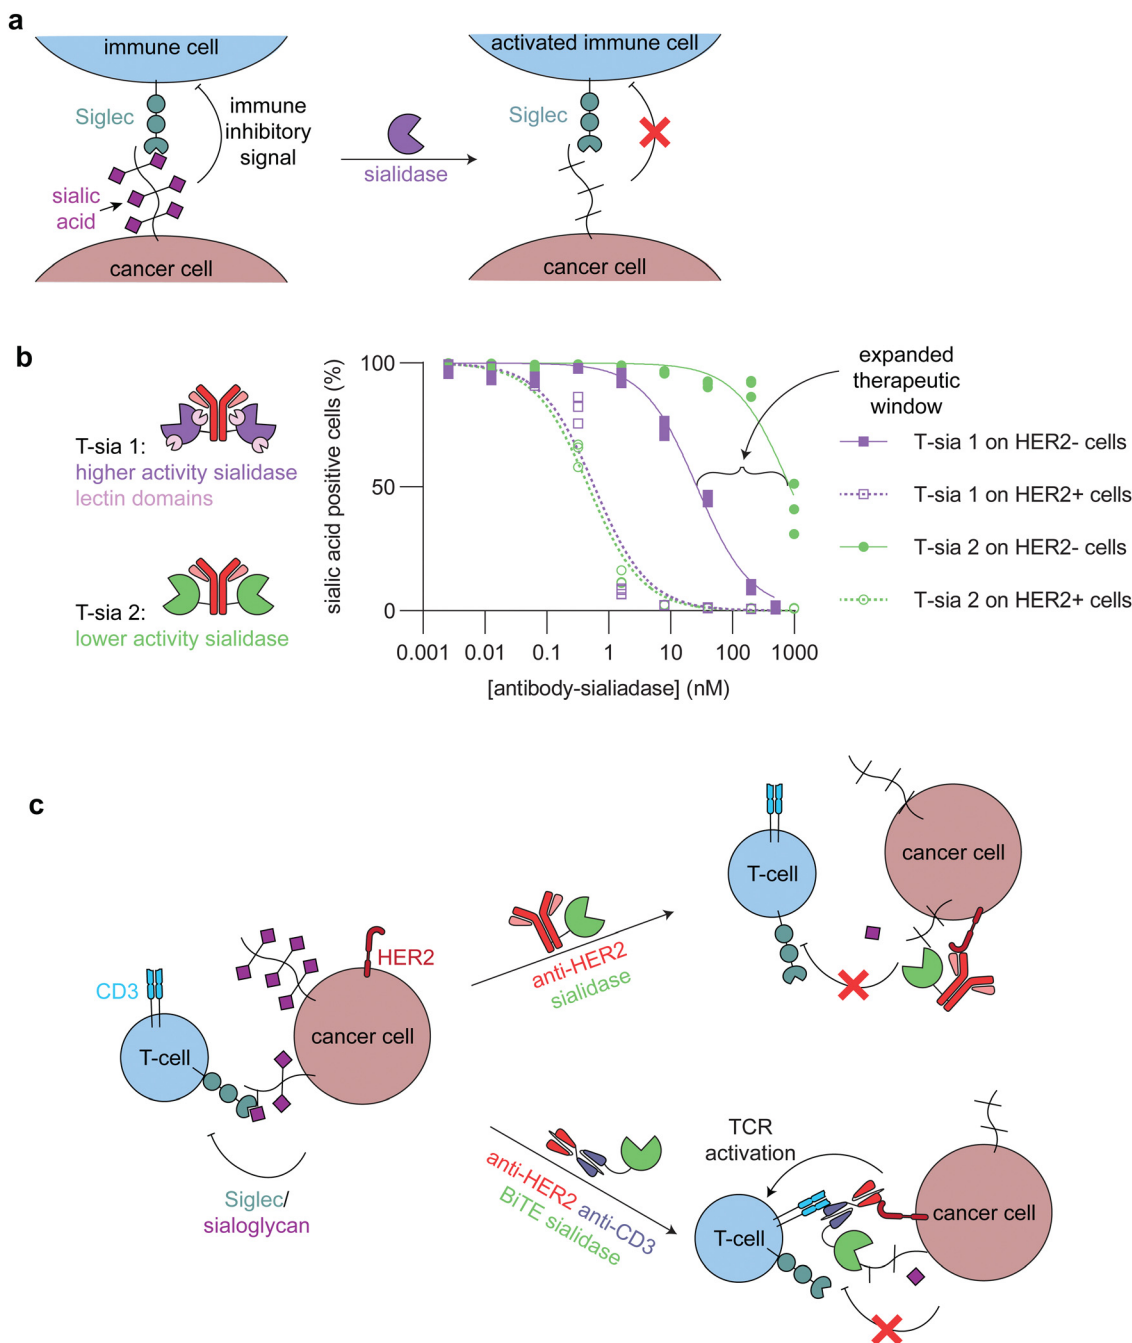 a
immune cell
Siglec
immune
inhibitory
signal
sialic
acid
cancer cell
sialidase
activated immune cell
Siglec
cancer cell
b
T-sia 1:
higher activity sialidase
lectin domains
T-sia 2:
lower activity sialidase
sialic acid positive cells (%)
100
50
0
0.001 0.01 0.1 1 10 100 1000
[antibody-sialiadase] (nM)
expanded
therapeutic
window
T-sia 1 on HER2- cells
T-sia 1 on HER2+ cells
T-sia 2 on HER2- cells
T-sia 2 on HER2+ cells
c
CD3
T-cell
HER2
cancer cell
Siglec/
sialoglycan
anti-HER2
sialidase
T-cell
cancer cell
anti-HER2 anti-CD3
BiTE sialidase
TCR
activation
T-cell
cancer cell